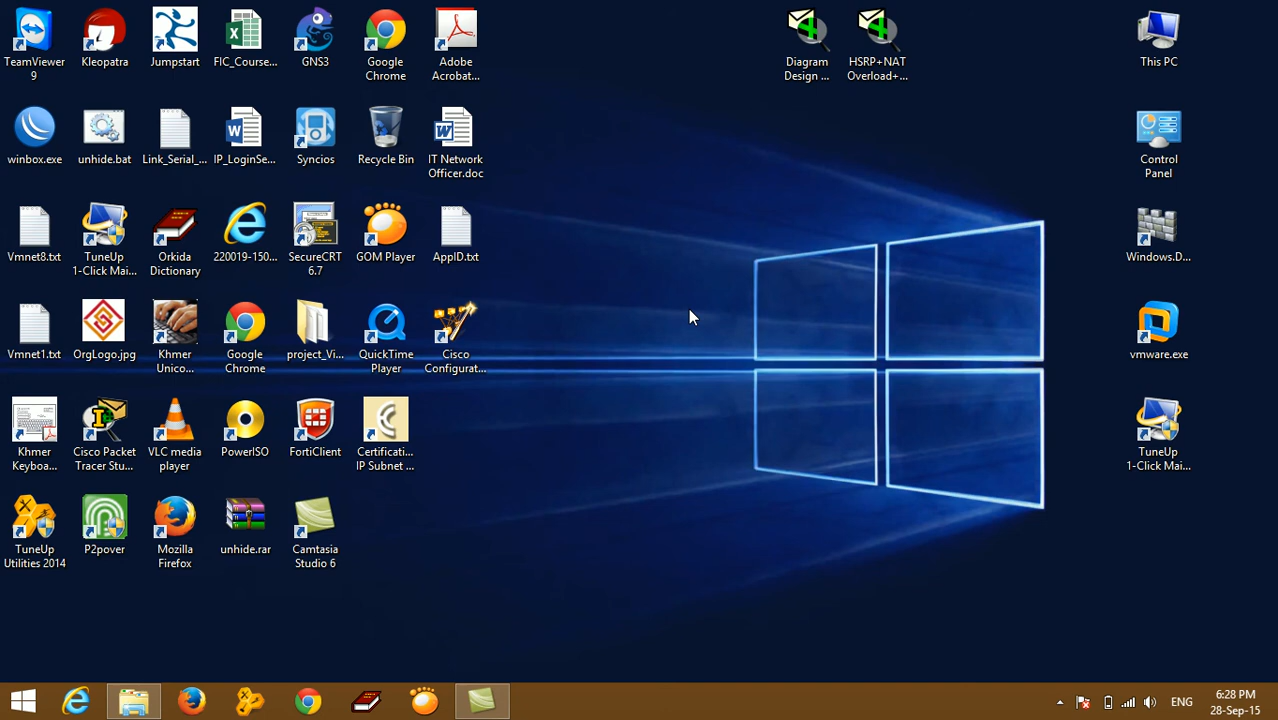 TeamViewer
9
Kleopatra
Jumpstart
FIC_Course...
GNS3
Google
Chrome
Adobe
Acrobat...
Diagram
Design ...
HSRP+NAT
Overload+...
This PC
winbox.exe
unhide.bat
Link_Serial_...
IP_LoginSe...
Syncios
Recycle Bin
IT Network
Officer.doc
Control
Panel
Vmnet8.txt
TuneUp
1-Click Mai...
Orkida
Dictionary
220019-150...
SecureCRT
6.7
GOM Player
AppID.txt
Windows.D...
Vmnet1.txt
OrgLogo.jpg
Khmer
Unico...
Google
Chrome
project_Vi...
QuickTime
Player
Cisco
Configurat...
vmware.exe
Khmer
Keyboa...
Cisco Packet
Tracer Stu...
VLC media
player
PowerISO
FortiClient
Certificati...
IP Subnet ...
TuneUp
1-Click Mai...
TuneUp
Utilities 2014
P2pover
Mozilla
Firefox
unhide.rar
Camtasia
Studio 6
ENG
6:28 PM
28-Sep-15